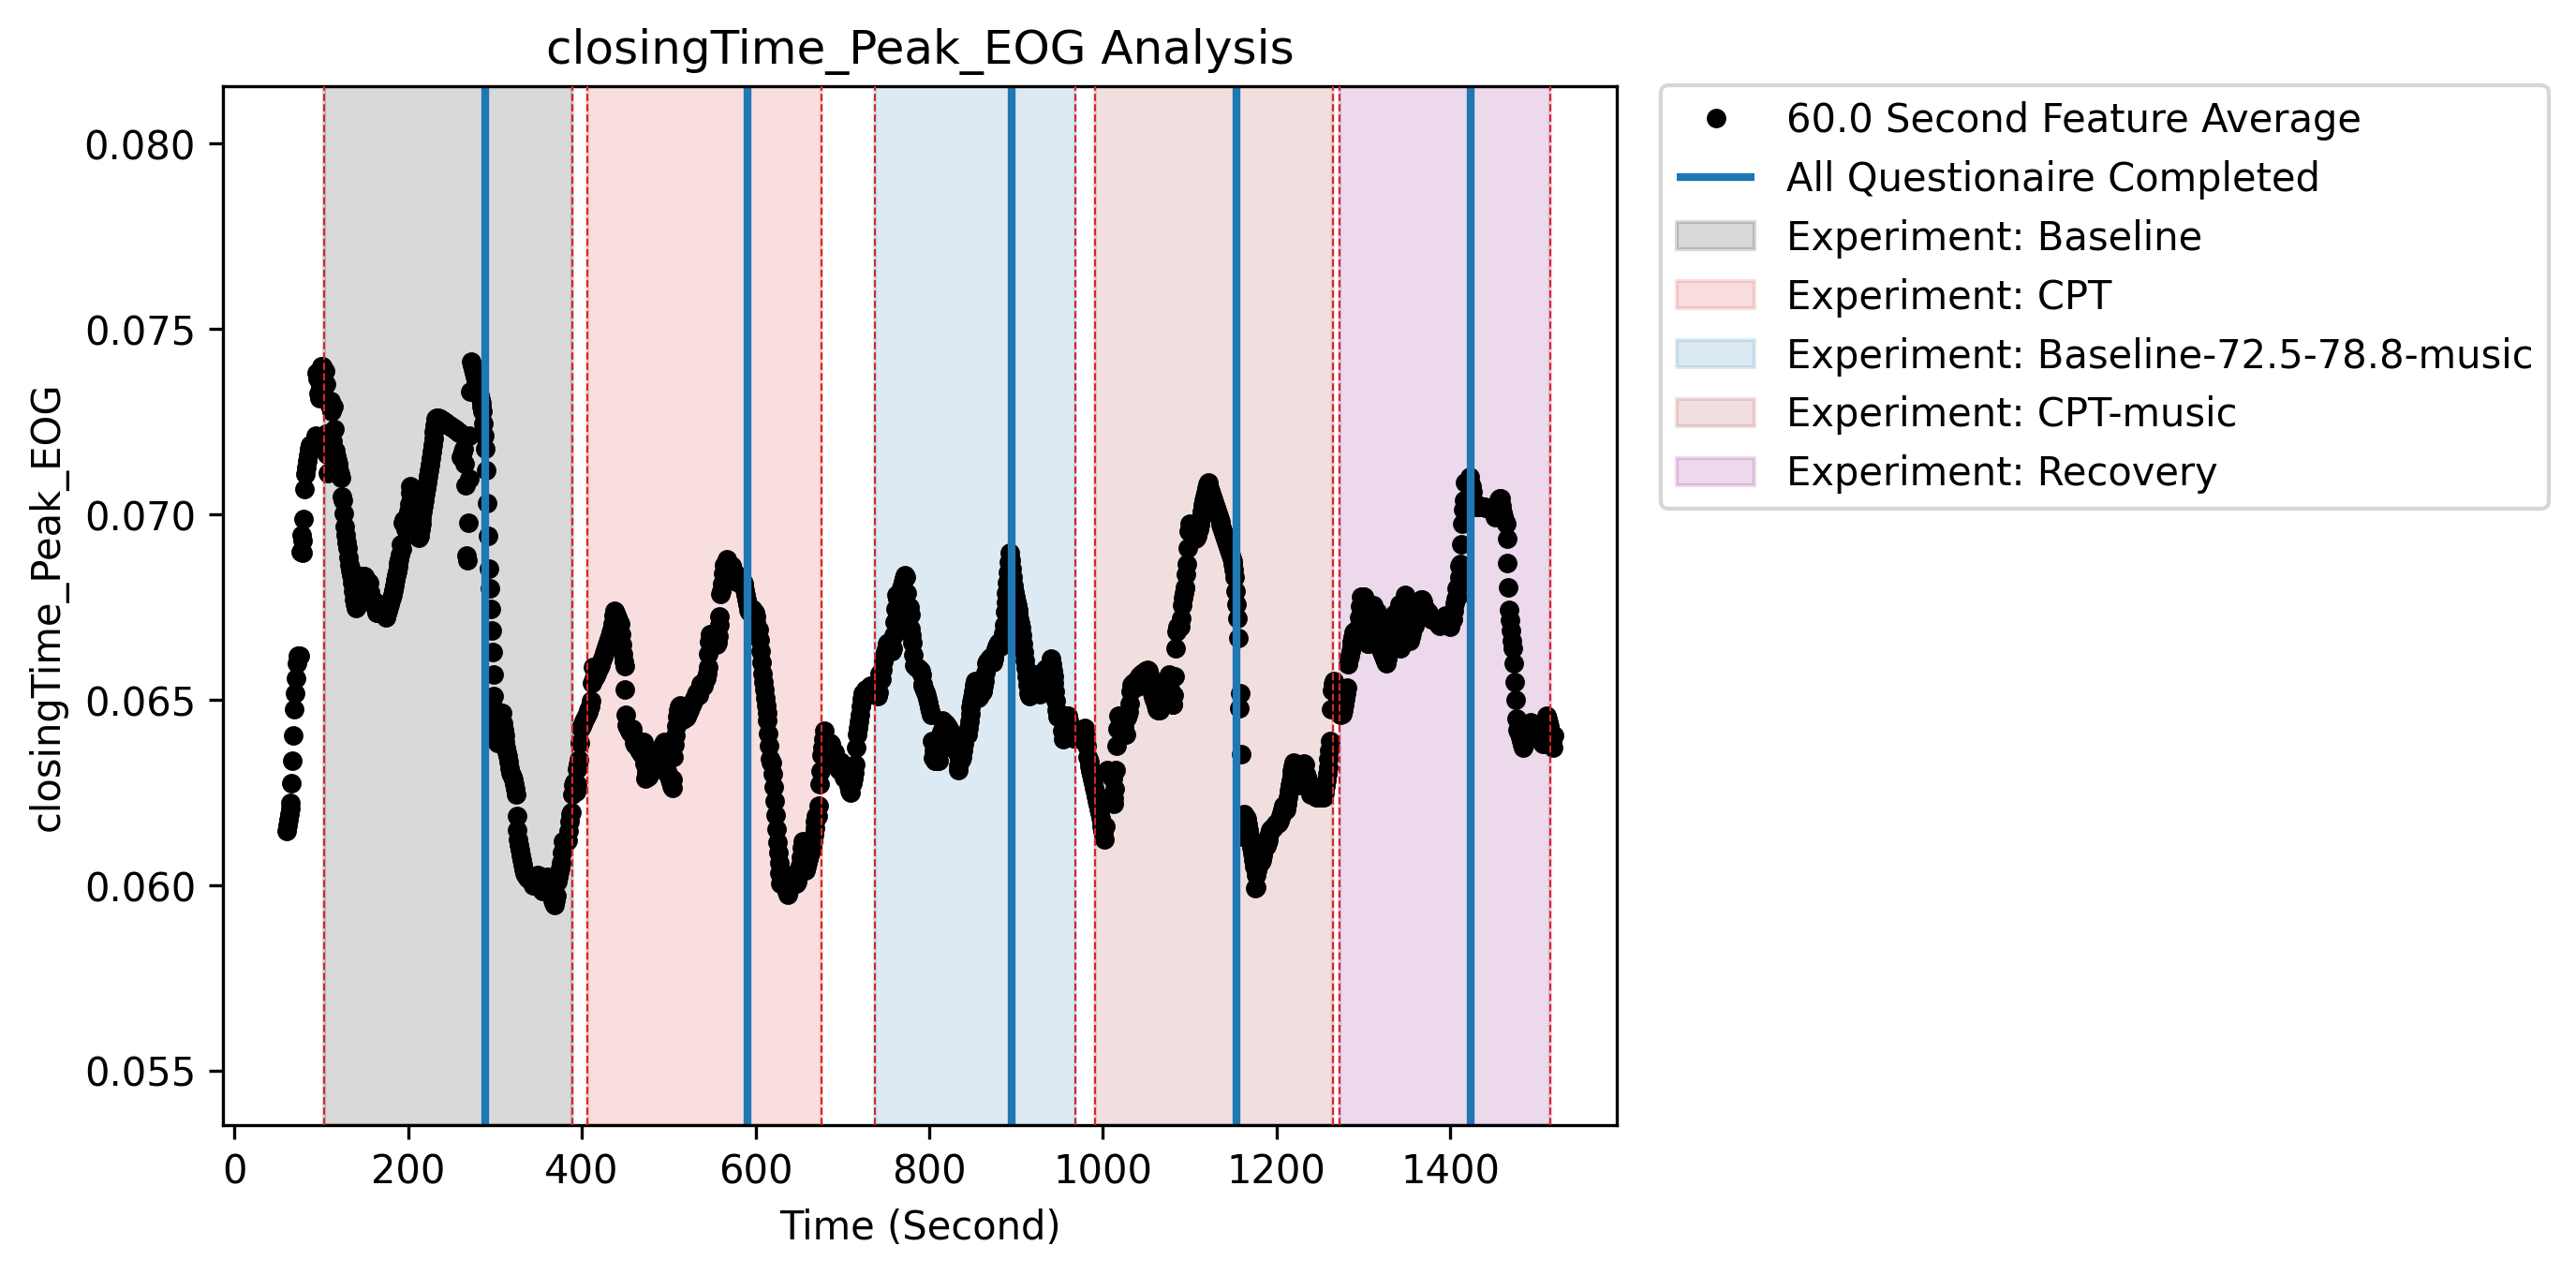 closingTime_Peak_EOG Analysis
closingTime_Peak_EOG
0.080
0.075
0.070
0.065
0.060
0.055
0 200 400 600 800 1000 1200 1400
Time (Second)
60.0 Second Feature Average
All Questionaire Completed
Experiment: Baseline
Experiment: CPT
Experiment: Baseline-72.5-78.8-music
Experiment: CPT-music
Experiment: Recovery